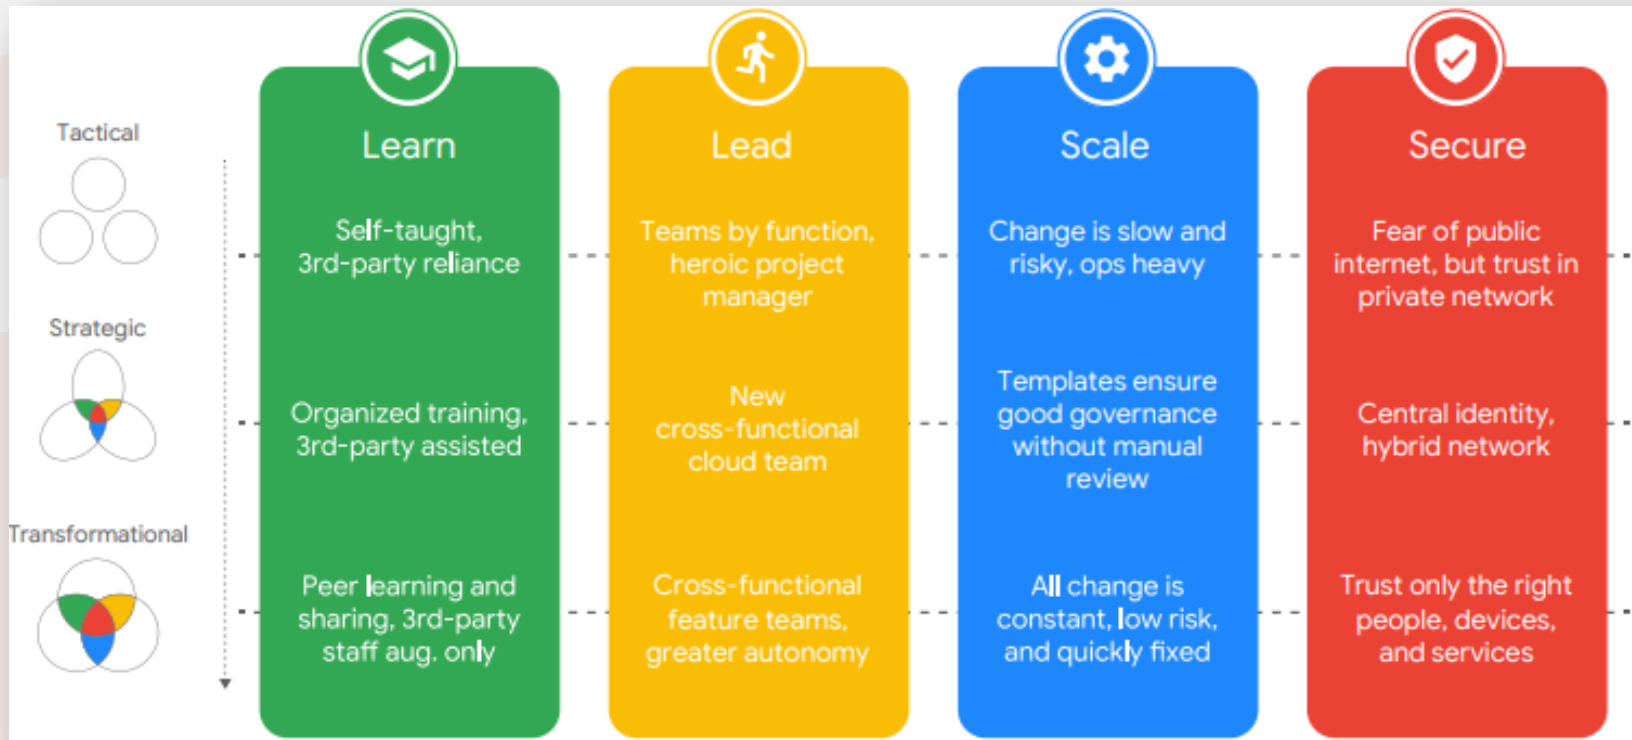 Tactical
Strategic
Transformational
Learn
Self-taught,
3rd-party reliance
Organized training,
3rd-party assisted
Peer learning and
sharing, 3rd-party
staff aug. only
Lead
Teams by function,
heroic project
manager
New
cross-functional
cloud team
Cross-functional
feature teams,
greater autonomy
Scale
Change is slow and
risky, ops heavy
Templates ensure
good governance
without manual
review
All change is
constant, low risk,
and quickly fixed
Secure
Fear of public
internet, but trust in
private network
Central identity,
hybrid network
Trust only the right
people, devices,
and services